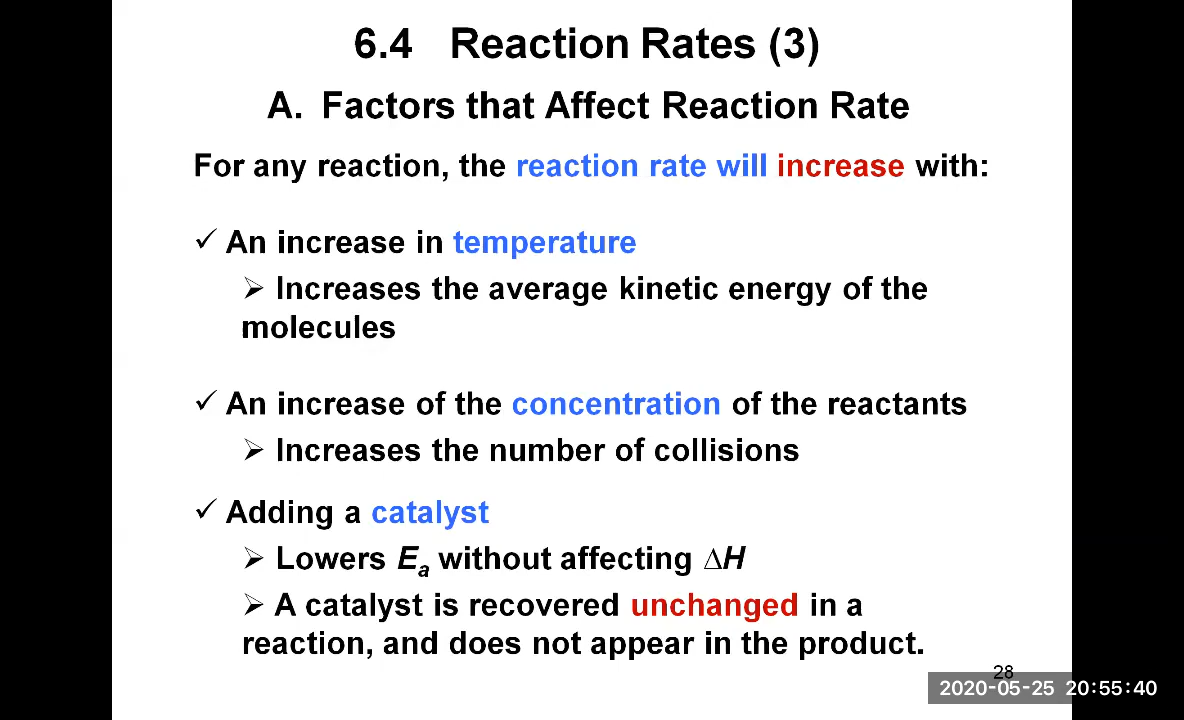 6.4 Reaction Rates (3)
A. Factors that Affect Reaction Rate
For any reaction, the reaction rate will increase with:
✓ An increase in temperature
➢ Increases the average kinetic energy of the
molecules
✓ An increase of the concentration of the reactants
➢ Increases the number of collisions
✓ Adding a catalyst
➢ Lowers Ea without affecting ∆H
➢ A catalyst is recovered unchanged in a
reaction, and does not appear in the product.
28
2020-05-25 20:55:40